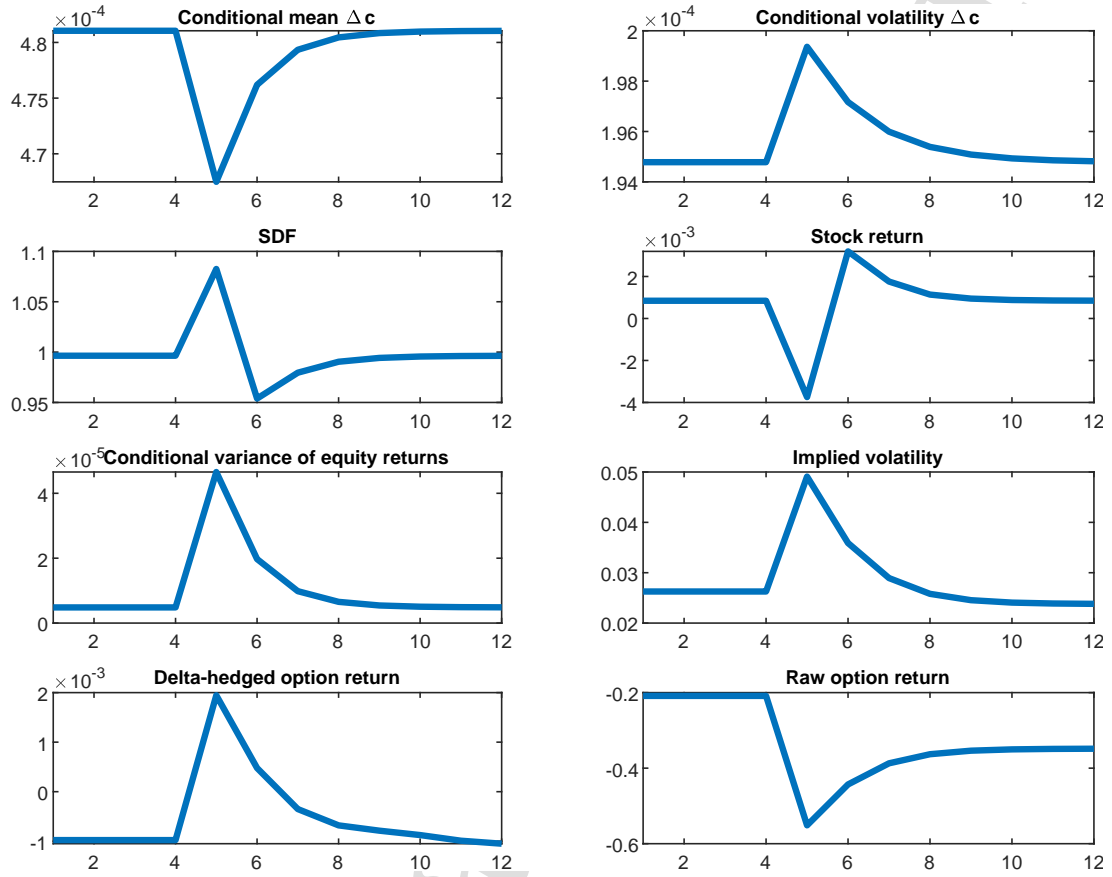 Conditional mean Δ c
×10^-4
4.8
4.75
4.7
2 4 6 8 10 12
Conditional volatility Δ c
×10^-4
2
1.98
1.96
1.94
2 4 6 8 10 12
SDF
1.1
1.05
1
0.95
2 4 6 8 10 12
Stock return
×10^-3
2
0
-2
-4
2 4 6 8 10 12
Conditional variance of equity returns
×10^-5
4
2
0
2 4 6 8 10 12
Implied volatility
0.05
0.04
0.03
0.02
2 4 6 8 10 12
Delta-hedged option return
×10^-3
2
1
0
-1
2 4 6 8 10 12
Raw option return
-0.2
-0.4
-0.6
2 4 6 8 10 12